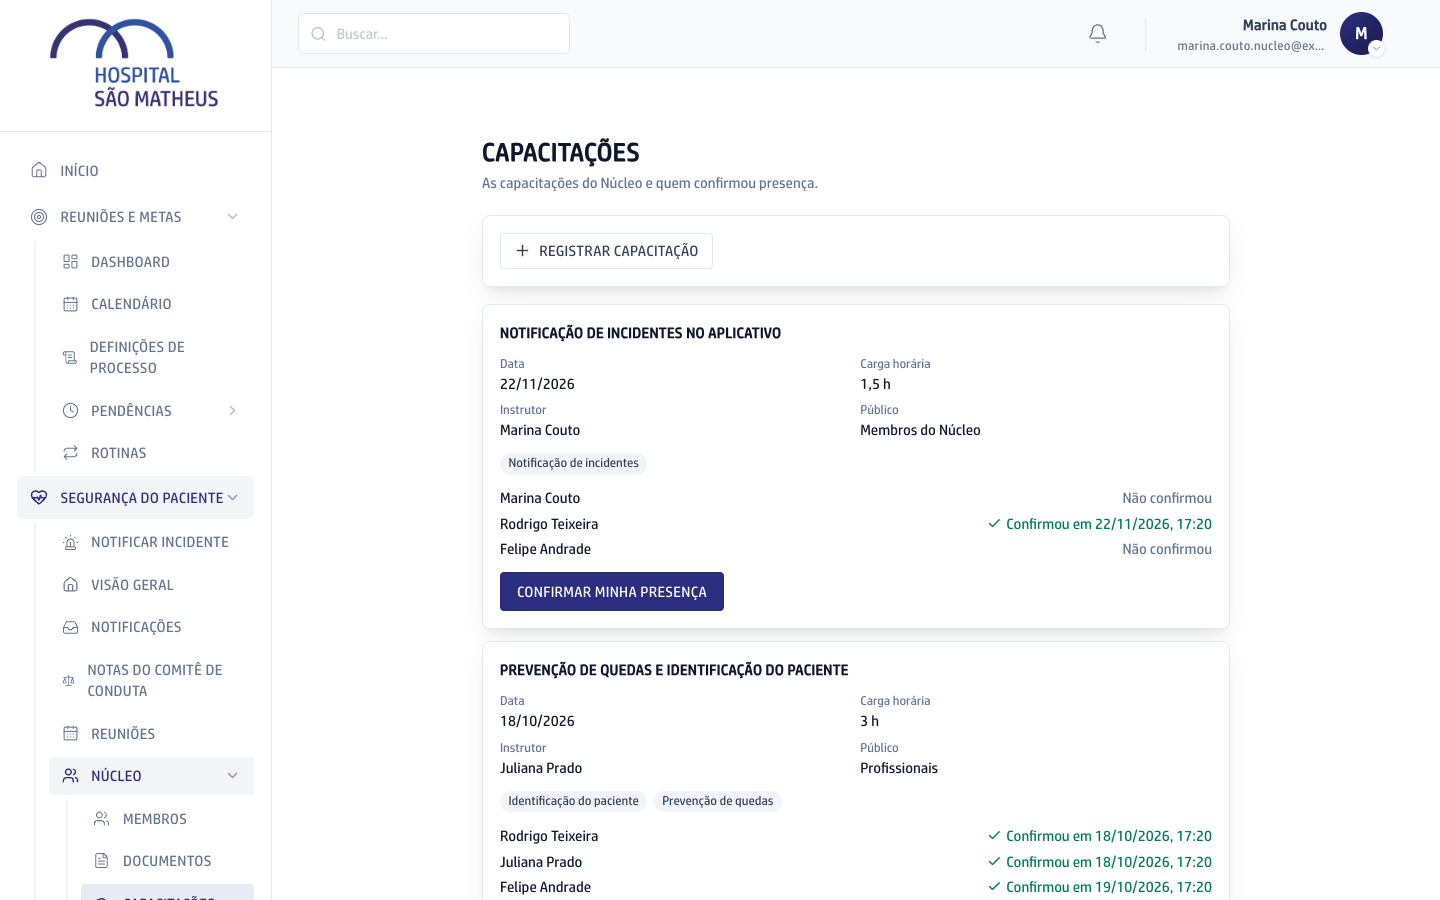 HOSPITAL
SÃO MATHEUS
Buscar...
Marina Couto
marina.couto.nucleo@ex...
M
INÍCIO
REUNIÕES E METAS
DASHBOARD
CALENDÁRIO
DEFINIÇÕES DE
PROCESSO
PENDÊNCIAS
ROTINAS
SEGURANÇA DO PACIENTE
NOTIFICAR INCIDENTE
VISÃO GERAL
NOTIFICAÇÕES
NOTAS DO COMITÊ DE
CONDUTA
REUNIÕES
NÚCLEO
MEMBROS
DOCUMENTOS
CAPACITAÇÕES
CAPACITAÇÕES
As capacitações do Núcleo e quem confirmou presença.
REGISTRAR CAPACITAÇÃO
NOTIFICAÇÃO DE INCIDENTES NO APLICATIVO
Data
22/11/2026
Carga horária
1,5 h
Instrutor
Marina Couto
Público
Membros do Núcleo
Notificação de incidentes
Marina Couto Não confirmou
Rodrigo Teixeira Confirmou em 22/11/2026, 17:20
Felipe Andrade Não confirmou
CONFIRMAR MINHA PRESENÇA
PREVENÇÃO DE QUEDAS E IDENTIFICAÇÃO DO PACIENTE
Data
18/10/2026
Carga horária
3 h
Instrutor
Juliana Prado
Público
Profissionais
Identificação do paciente Prevenção de quedas
Rodrigo Teixeira Confirmou em 18/10/2026, 17:20
Juliana Prado Confirmou em 18/10/2026, 17:20
Felipe Andrade Confirmou em 19/10/2026, 17:20